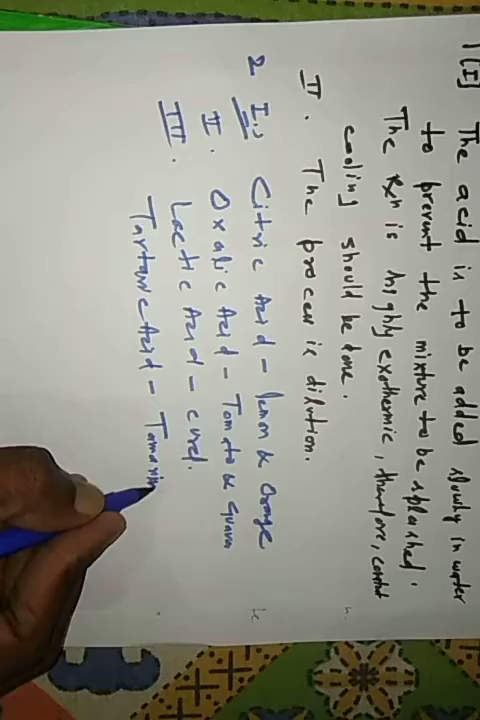 1 (I) The acid is to be added slowly in water
to prevent the mixture to be splashed.
The rxn is highly exothermic, therefore,
cooling should be done.
II. The process is dilution.
2 I. Citric Acid - lemon & Orange
II. Oxalic Acid - Tomato & Guava
III. Lactic Acid - curd.
Tartaric Acid - Tamarin